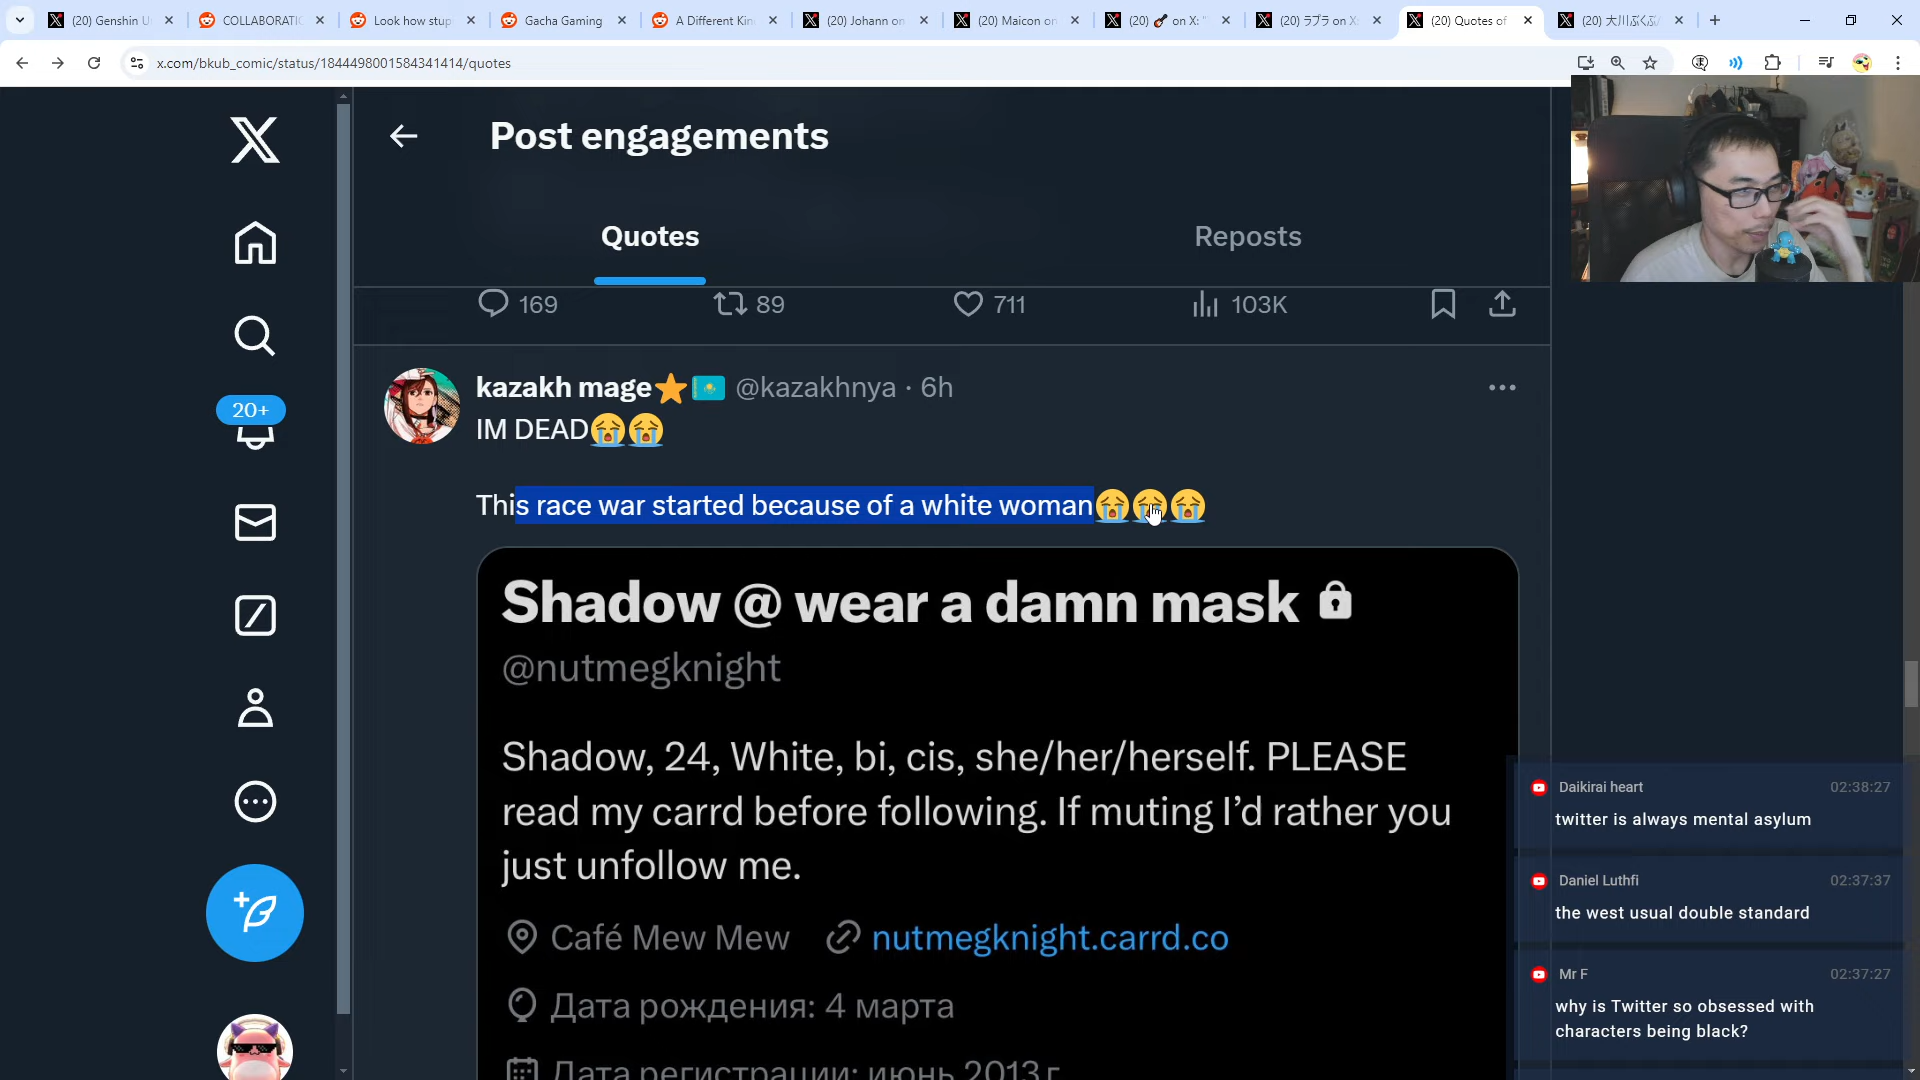 (20) Genshin U
COLLABORATIO
Look how stup
Gacha Gaming
A Different Kin
(20) Johann on
(20) Maicon on
(20) 🎸 on X: "
(20) ラプラ on X:
(20) Quotes of
(20) 大川ぶくぶ/
x.com/bkub_comic/status/1844498001584341414/quotes
Post engagements
Quotes
Reposts
169
89
711
103K
20+
kazakh mage⭐🇰🇿 @kazakhnya · 6h
IM DEAD😭😭
This race war started because of a white woman😭😭😭
Shadow @ wear a damn mask 🔒
@nutmegknight
Shadow, 24, White, bi, cis, she/her/herself. PLEASE
read my carrd before following. If muting I'd rather you
just unfollow me.
Café Mew Mew
nutmegknight.carrd.co
Дата рождения: 4 марта
Дата регистрации: июнь 2013 г.
Daikirai heart 02:38:27
twitter is always mental asylum
Daniel Luthfi 02:37:37
the west usual double standard
Mr F 02:37:27
why is Twitter so obsessed with
characters being black?